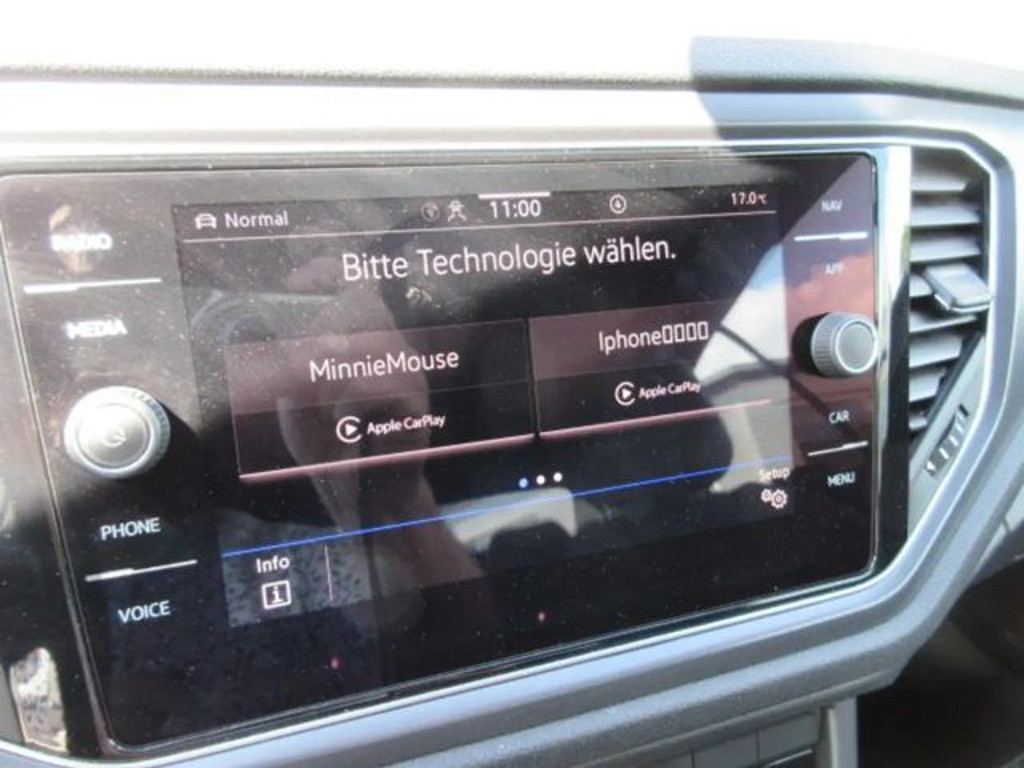 Normal 11:00 17.0°C
Bitte Technologie wählen.
RADIO
MEDIA
PHONE
VOICE
MinnieMouse
Apple CarPlay
Iphone▯▯▯▯
Apple CarPlay
Setup
Info
i
NAV
APP
CAR
MENU